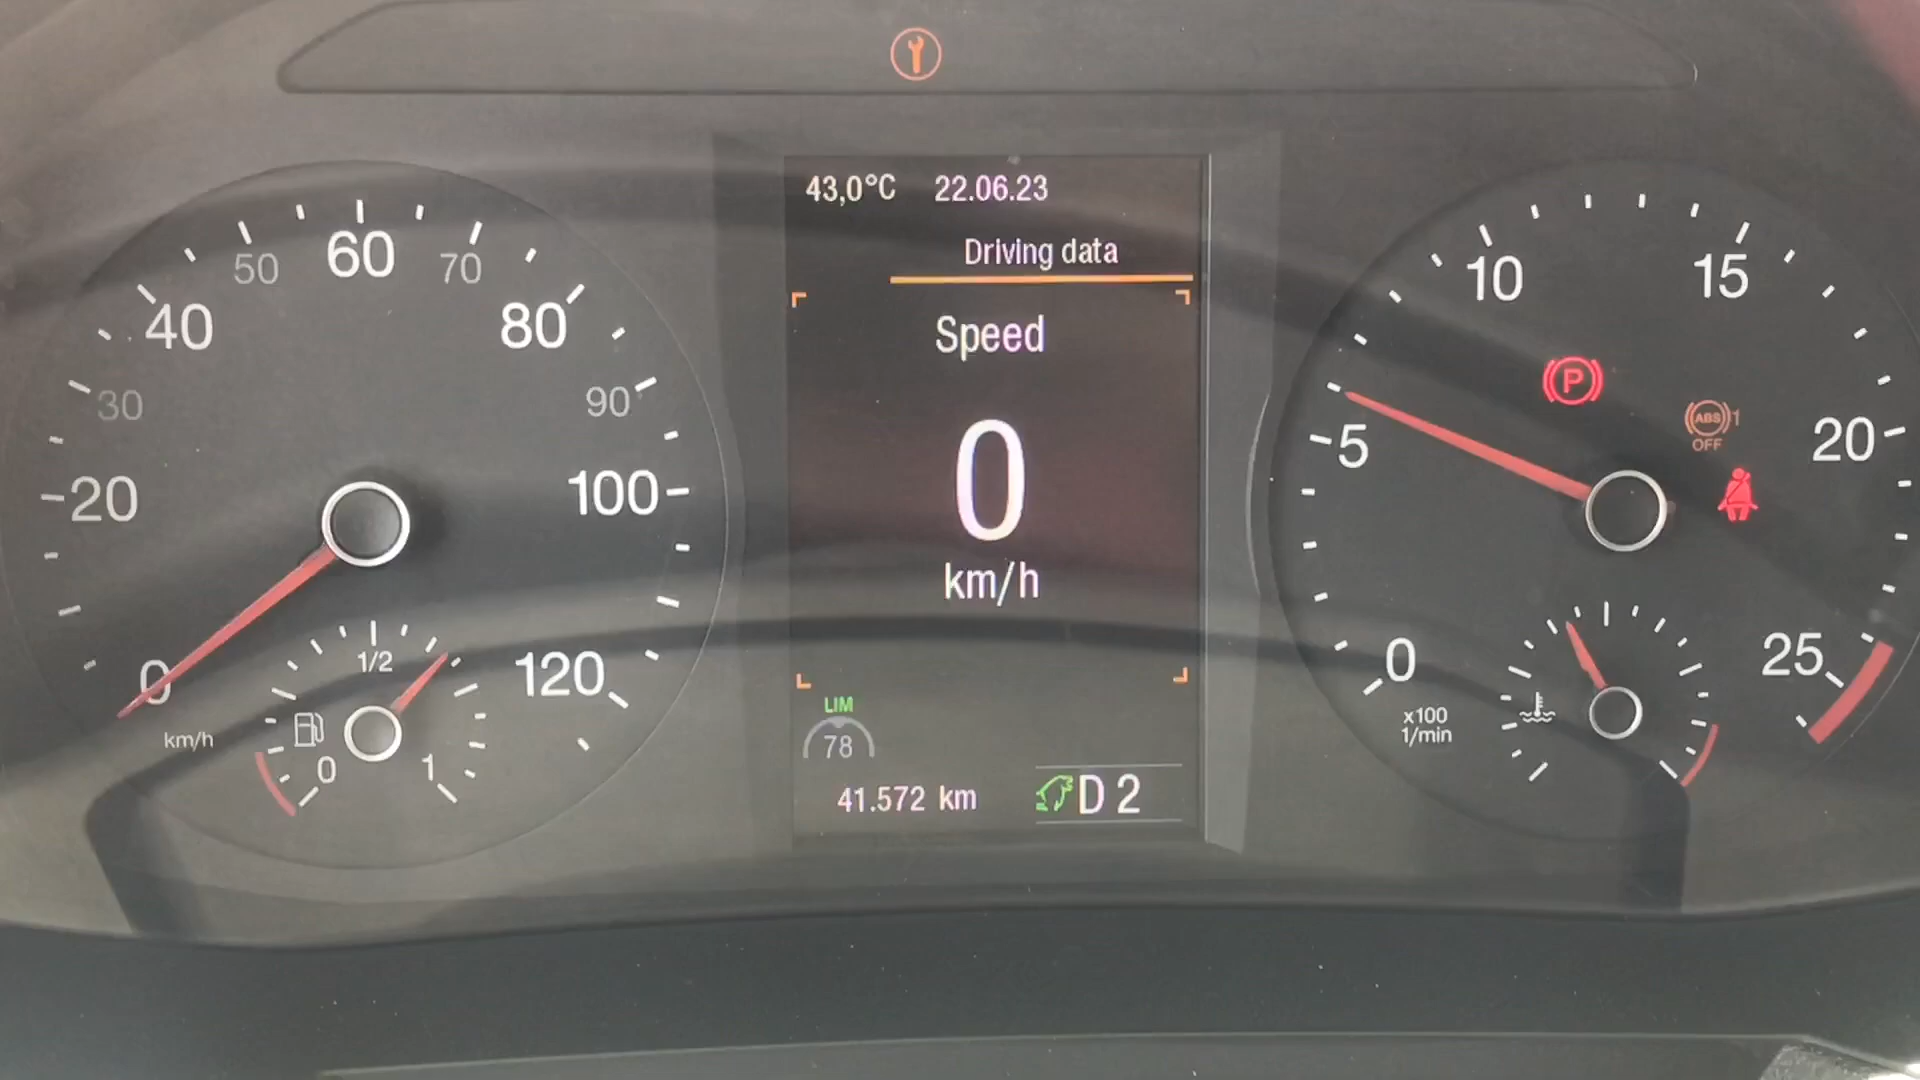 43,0°C 22.06.23
Driving data
Speed
0
km/h
LIM
78
41.572 km D 2
0
20
30
40
50
60
70
80
90
100
120
km/h
0
1/2
1
0
5
10
15
20
25
x100
1/min
P
ABS 1
OFF